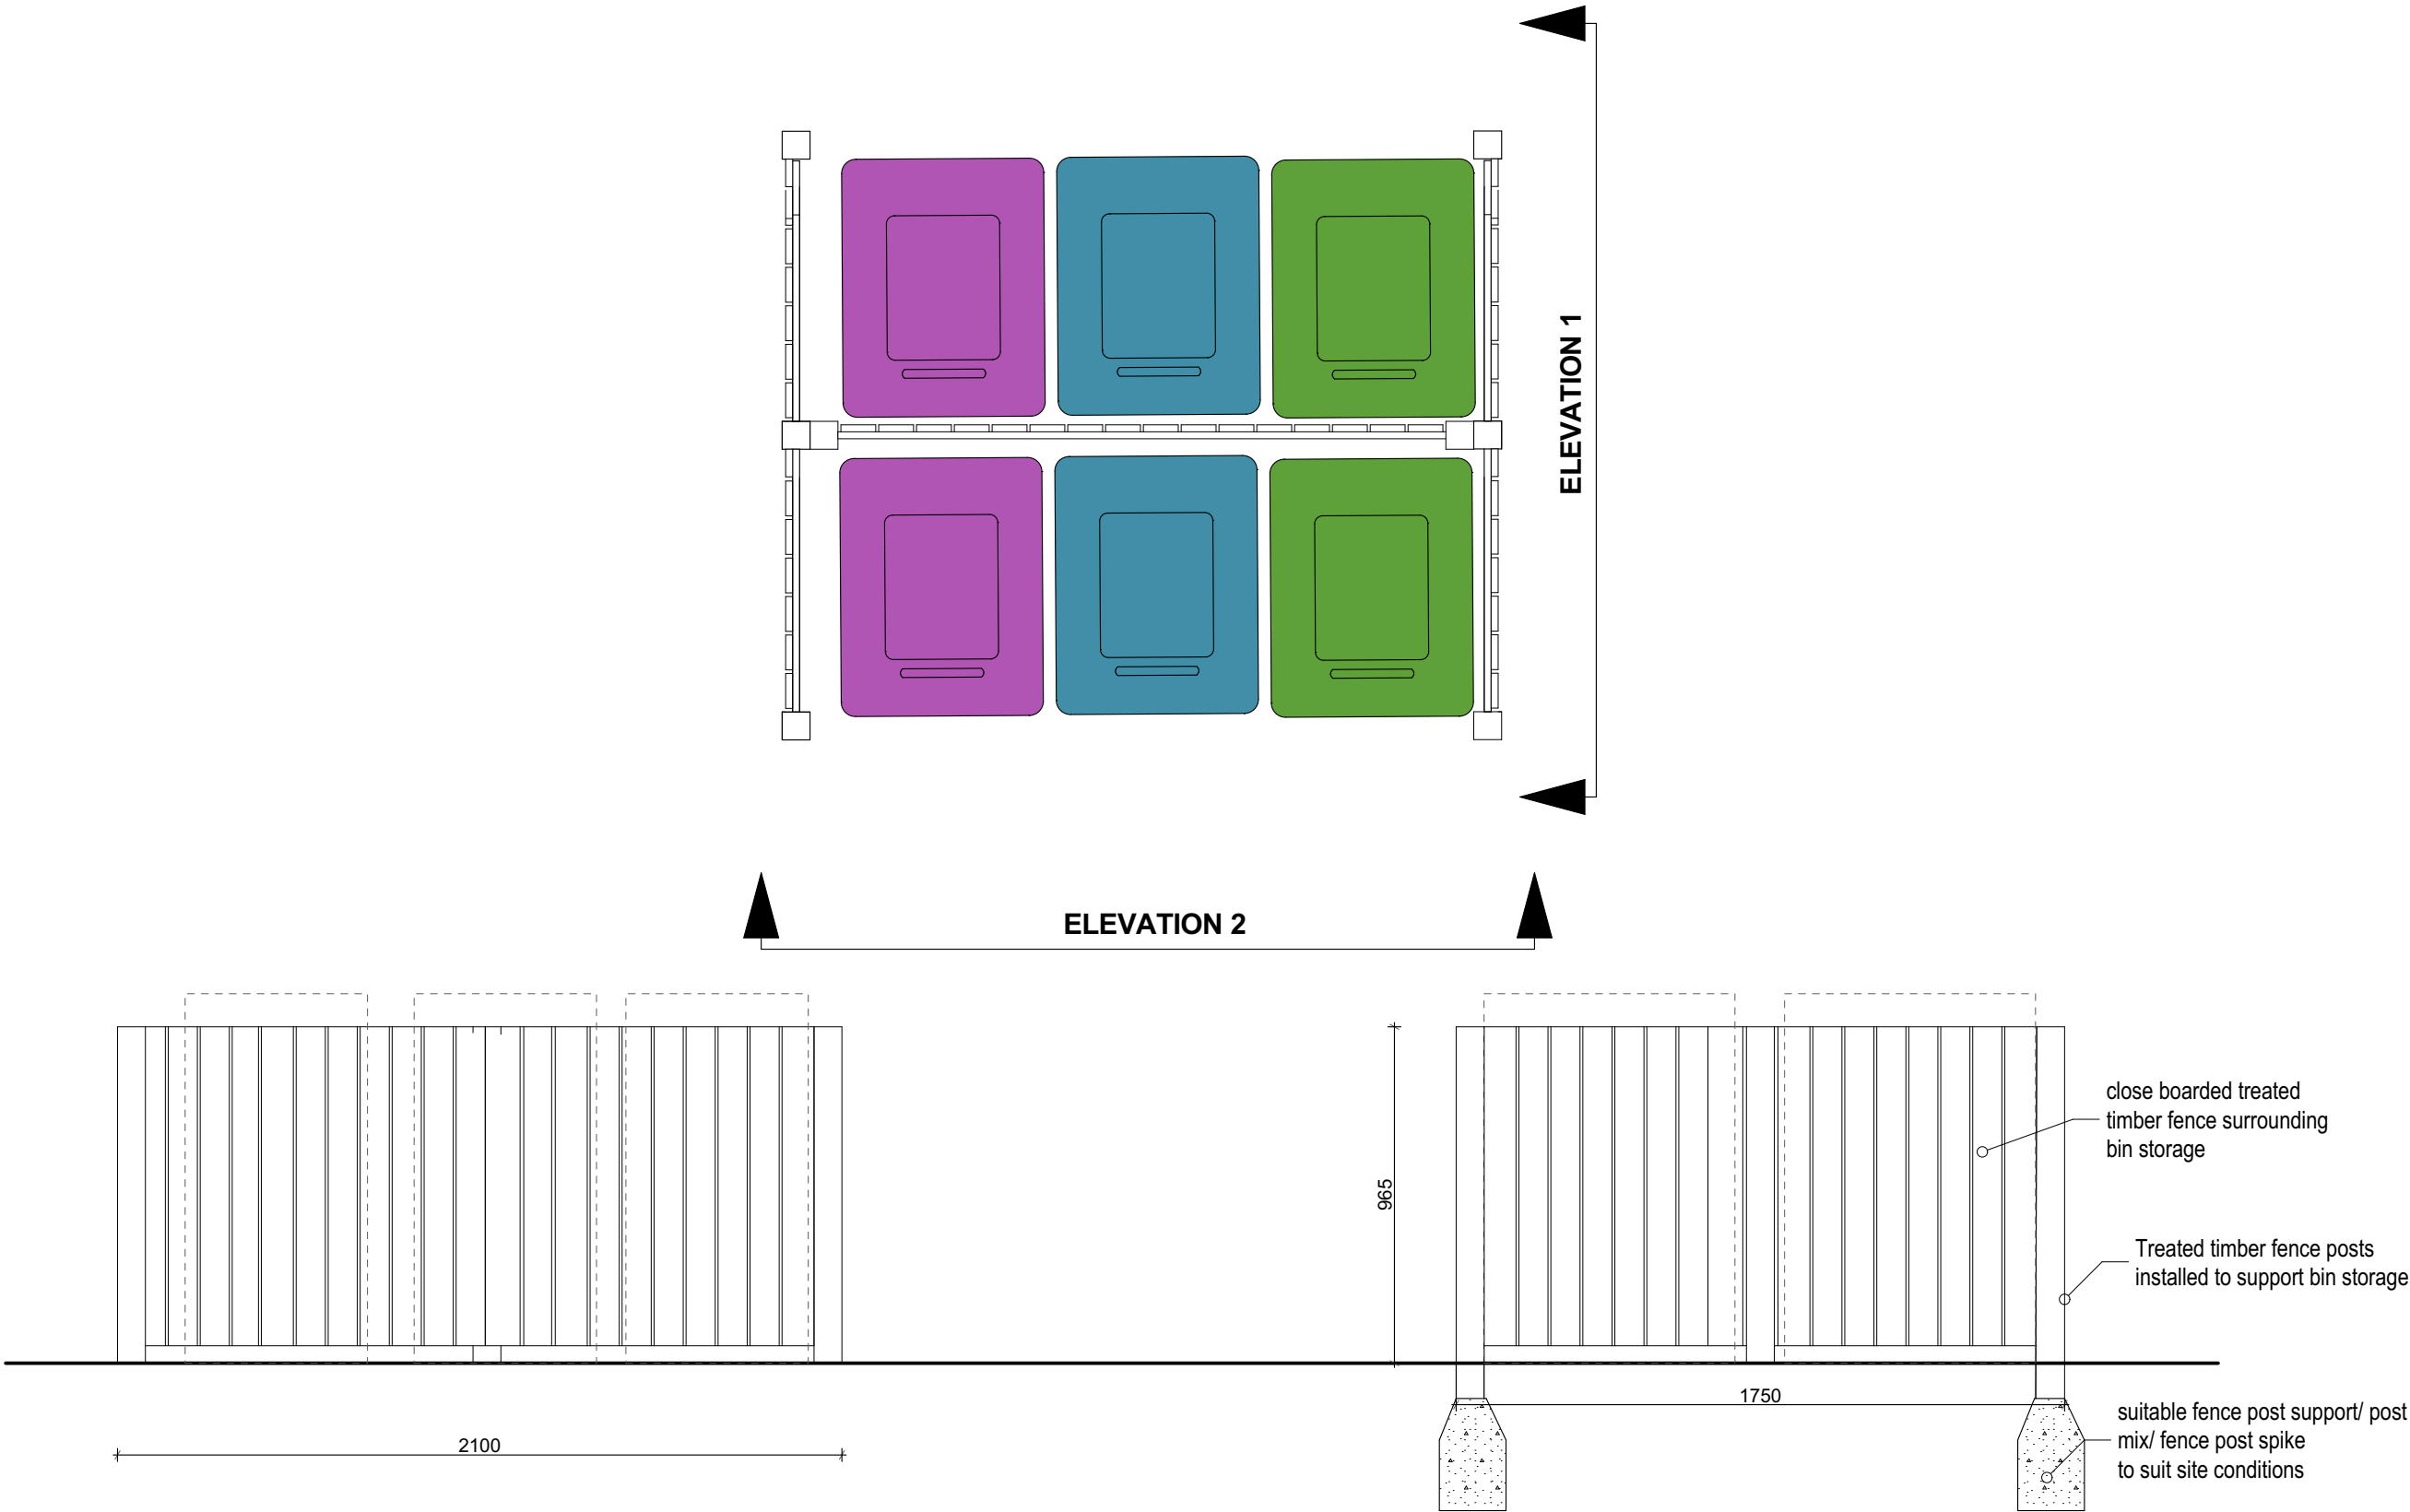 ELEVATION 1
ELEVATION 2
965
close boarded treated
timber fence surrounding
bin storage
Treated timber fence posts
installed to support bin storage
1750
suitable fence post support/ post
mix/ fence post spike
to suit site conditions
2100